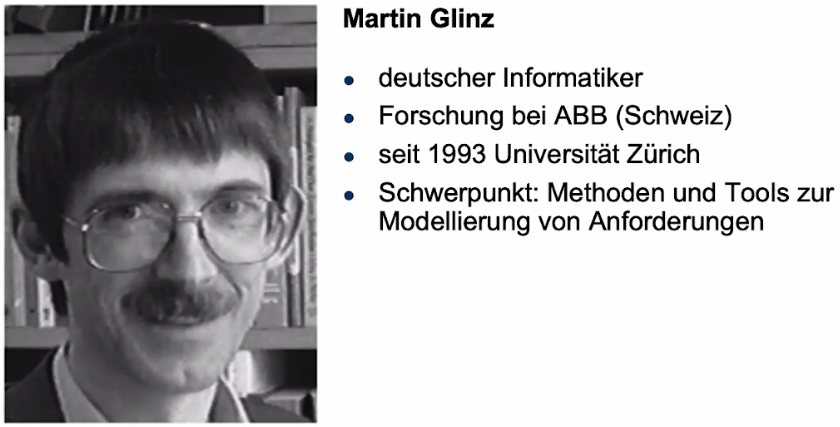 Martin Glinz
• deutscher Informatiker
• Forschung bei ABB (Schweiz)
• seit 1993 Universität Zürich
• Schwerpunkt: Methoden und Tools zur
Modellierung von Anforderungen